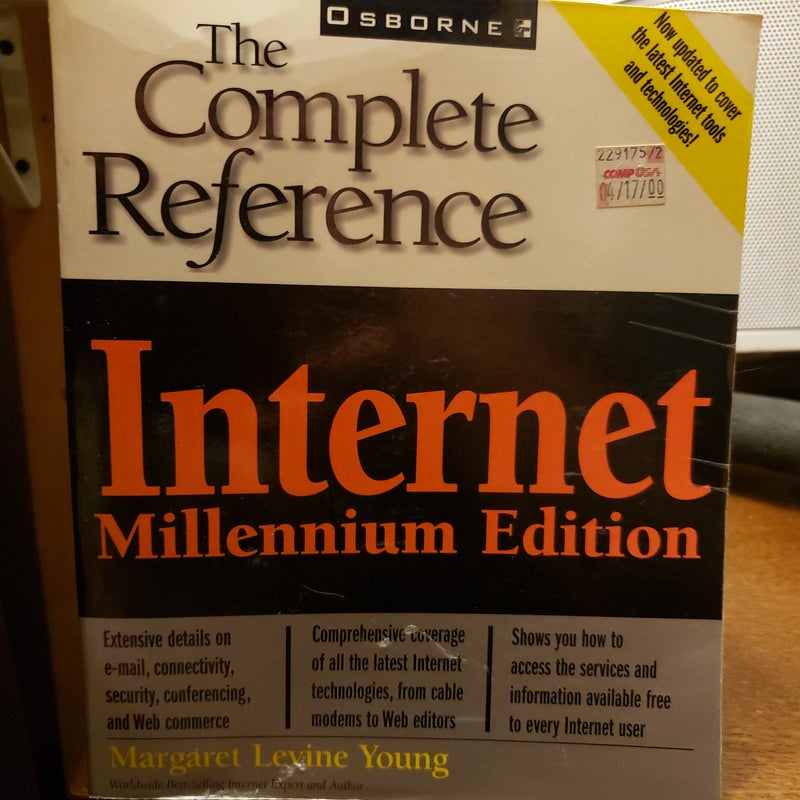 OSBORNE
Now updated to cover
the latest Internet tools
and technologies!
The
Complete
Reference
229175/2
COMP USA
04/17/00
Internet
Millennium Edition
Extensive details on
e-mail, connectivity,
security, conferencing,
and Web commerce
Comprehensive coverage
of all the latest Internet
technologies, from cable
modems to Web editors
Shows you how to
access the services and
information available free
to every Internet user
Margaret Levine Young
Worldwide Best-Selling Internet Expert and Author